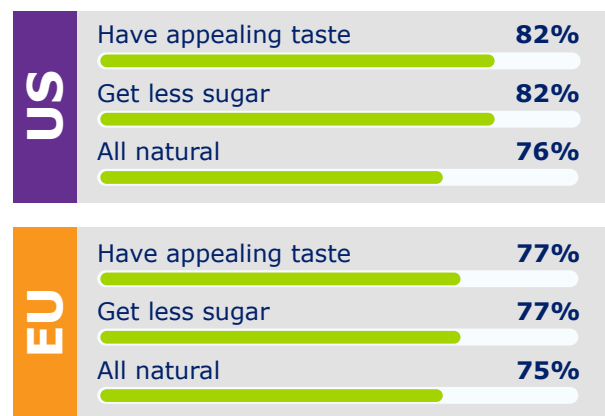 US
Have appealing taste 82%
Get less sugar 82%
All natural 76%
EU
Have appealing taste 77%
Get less sugar 77%
All natural 75%